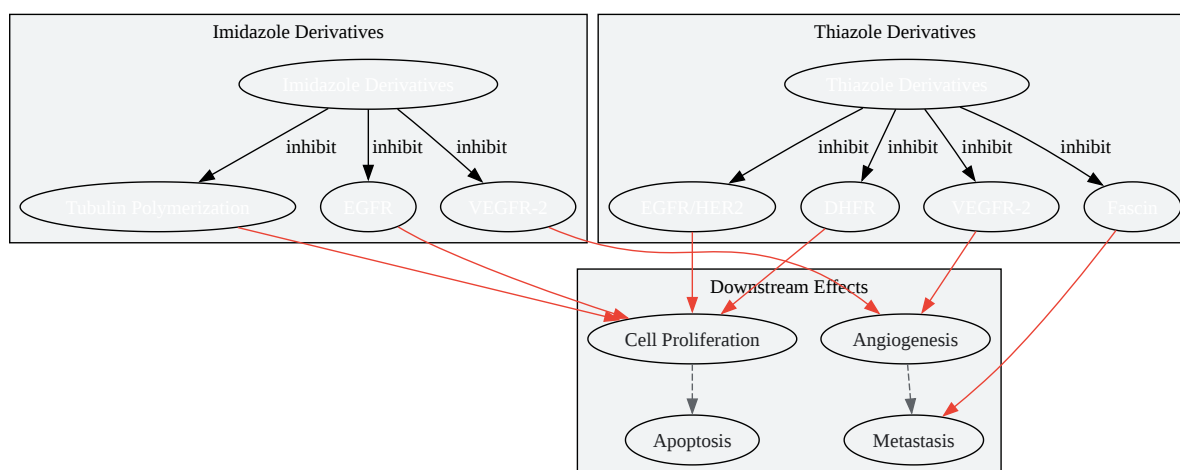 Imidazole Derivatives
Thiazole Derivatives
Imidazole Derivatives
Thiazole Derivatives
inhibit
inhibit
inhibit
inhibit
inhibit
inhibit
inhibit
Tubulin Polymerization
EGFR
VEGFR-2
EGFR/HER2
DHFR
VEGFR-2
Fascin
Downstream Effects
Cell Proliferation
Angiogenesis
Apoptosis
Metastasis